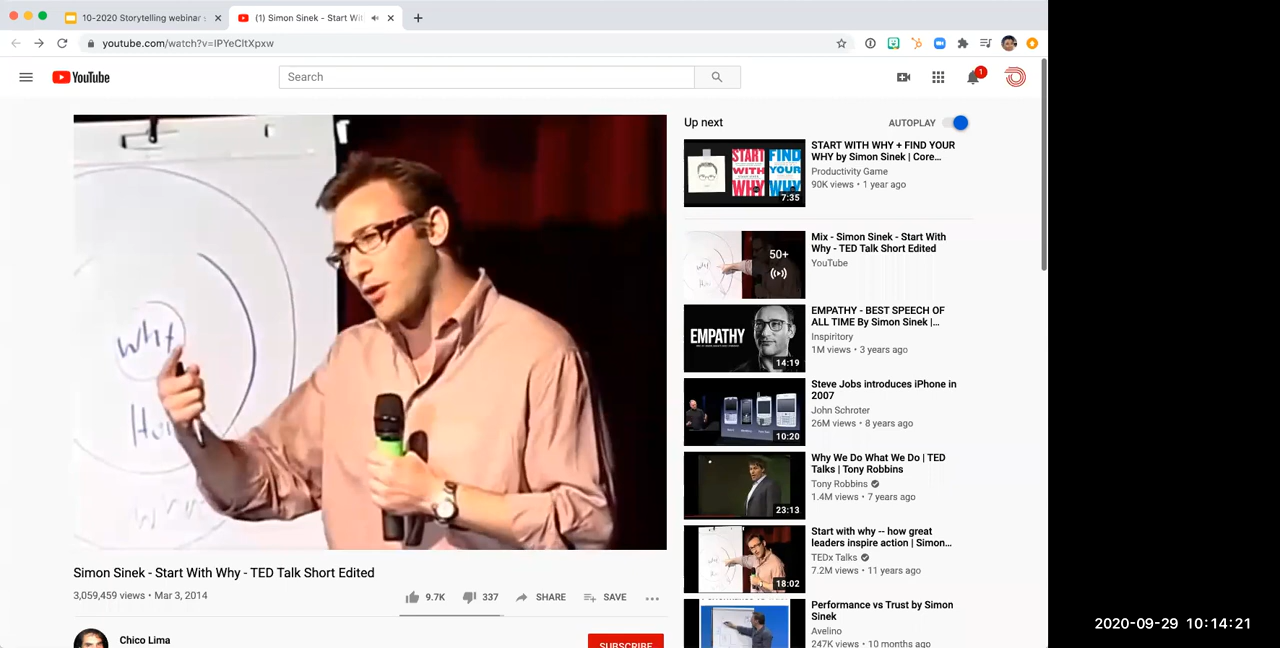 10-2020 Storytelling webinar
(1) Simon Sinek - Start Wit
youtube.com/watch?v=IPYeCltXpxw
YouTube
Search
1
why
Up next
AUTOPLAY
START WITH WHY
FIND YOUR WHY
7:35
START WITH WHY + FIND YOUR
WHY by Simon Sinek | Core...
Productivity Game
90K views • 1 year ago
50+
Mix - Simon Sinek - Start With
Why - TED Talk Short Edited
YouTube
EMPATHY
14:19
EMPATHY - BEST SPEECH OF
ALL TIME By Simon Sinek |...
Inspiritory
1M views • 3 years ago
10:20
Steve Jobs introduces iPhone in
2007
John Schroter
26M views • 8 years ago
23:13
Why We Do What We Do | TED
Talks | Tony Robbins
Tony Robbins
1.4M views • 7 years ago
18:02
Start with why -- how great
leaders inspire action | Simon...
TEDx Talks
7.2M views • 11 years ago
Performance vs Trust by Simon
Sinek
Avelino
247K views • 10 months ago
Simon Sinek - Start With Why - TED Talk Short Edited
3,059,459 views • Mar 3, 2014
9.7K
337
SHARE
SAVE
Chico Lima
SUBSCRIBE
2020-09-29 10:14:21